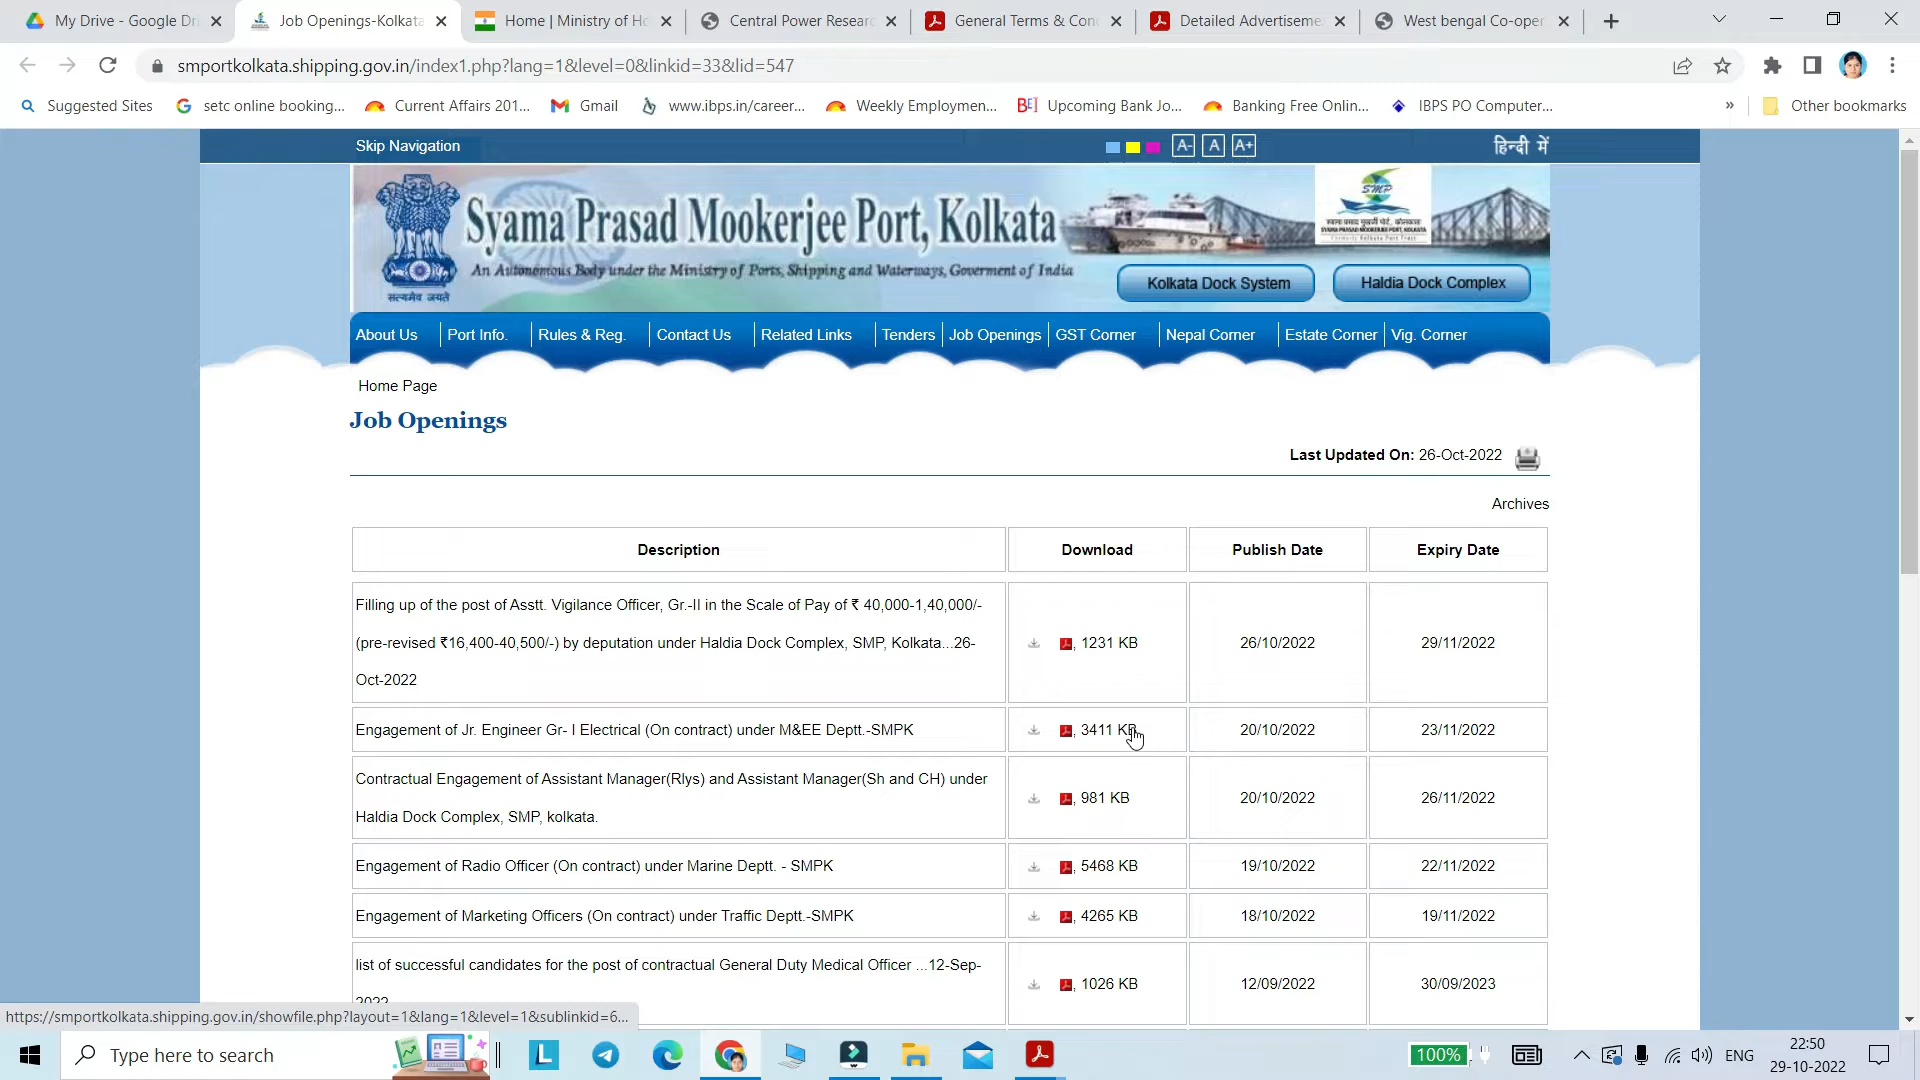 My Drive - Google Dri
Job Openings-Kolkata
Home | Ministry of Ho
Central Power Resear
General Terms & Con
Detailed Advertiseme
West bengal Co-oper
smportkolkata.shipping.gov.in/index1.php?lang=1&level=0&linkid=33&lid=547
Suggested Sites
setc online booking...
Current Affairs 201...
Gmail
www.ibps.in/career...
Weekly Employmen...
Upcoming Bank Jo...
Banking Free Onlin...
IBPS PO Computer...
»
Other bookmarks
Skip Navigation
A-
A
A+
हिन्दी में
Syama Prasad Mookerjee Port, Kolkata
An Autonomous Body under the Ministry of Ports, Shipping and Waterways, Goverment of India
सत्यमेव जयते
SMP
SYAMA PRASAD MOOKERJEE PORT, KOLKATA
Kolkata Dock System
Haldia Dock Complex
About Us
Port Info.
Rules & Reg.
Contact Us
Related Links
Tenders
Job Openings
GST Corner
Nepal Corner
Estate Corner
Vig. Corner
Home Page
Job Openings
Last Updated On: 26-Oct-2022
Archives
Description Download Publish Date Expiry Date
Filling up of the post of Asstt. Vigilance Officer, Gr.-II in the Scale of Pay of ₹ 40,000-1,40,000/-
(pre-revised ₹16,400-40,500/-) by deputation under Haldia Dock Complex, SMP, Kolkata...26-
Oct-2022
, 1231 KB 26/10/2022 29/11/2022
Engagement of Jr. Engineer Gr- I Electrical (On contract) under M&EE Deptt.-SMPK , 3411 KB 20/10/2022 23/11/2022
Contractual Engagement of Assistant Manager(Rlys) and Assistant Manager(Sh and CH) under
Haldia Dock Complex, SMP, kolkata.
, 981 KB 20/10/2022 26/11/2022
Engagement of Radio Officer (On contract) under Marine Deptt. - SMPK , 5468 KB 19/10/2022 22/11/2022
Engagement of Marketing Officers (On contract) under Traffic Deptt.-SMPK , 4265 KB 18/10/2022 19/11/2022
list of successful candidates for the post of contractual General Duty Medical Officer ...12-Sep-
2022
, 1026 KB 12/09/2022 30/09/2023
https://smportkolkata.shipping.gov.in/showfile.php?layout=1&lang=1&level=1&sublinkid=6...
Type here to search
L
100%
ENG
22:50
29-10-2022